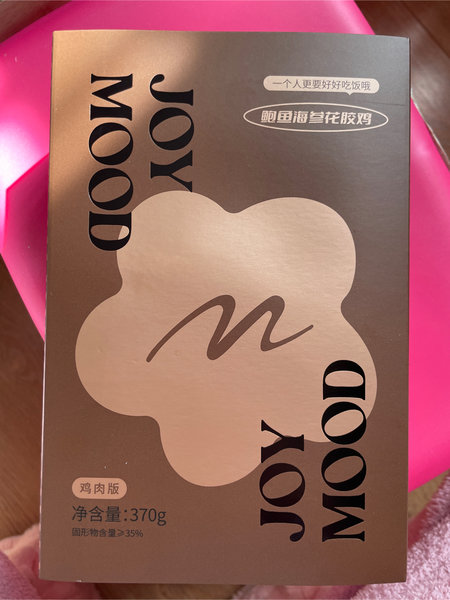 JOY
MOOD
一个人更要好好吃饭哦
鲍鱼海参花胶鸡
JOY
MOOD
鸡肉版
净含量:370g
固形物含量≥35%